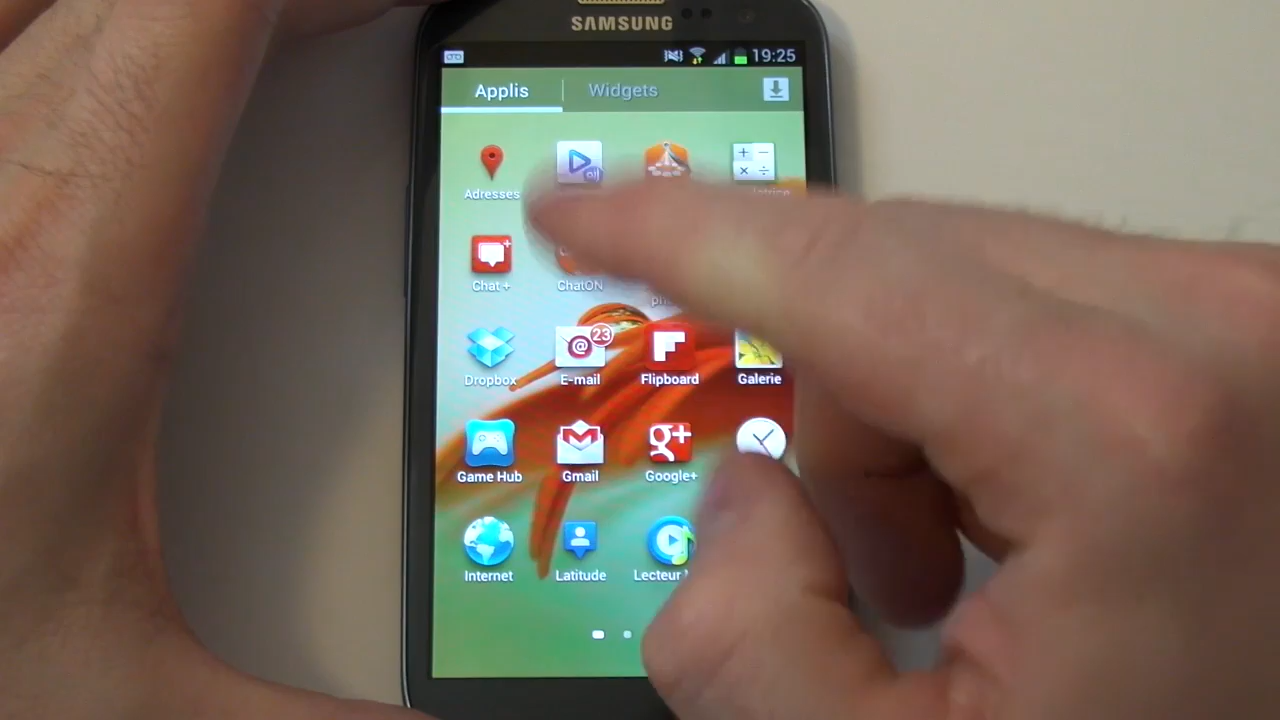 SAMSUNG
19:25
Applis Widgets
Adresses
Chat+ ChatON
Dropbox E-mail 23 Flipboard Galerie
Game Hub Gmail g+ Google+
Internet Latitude Lecteur